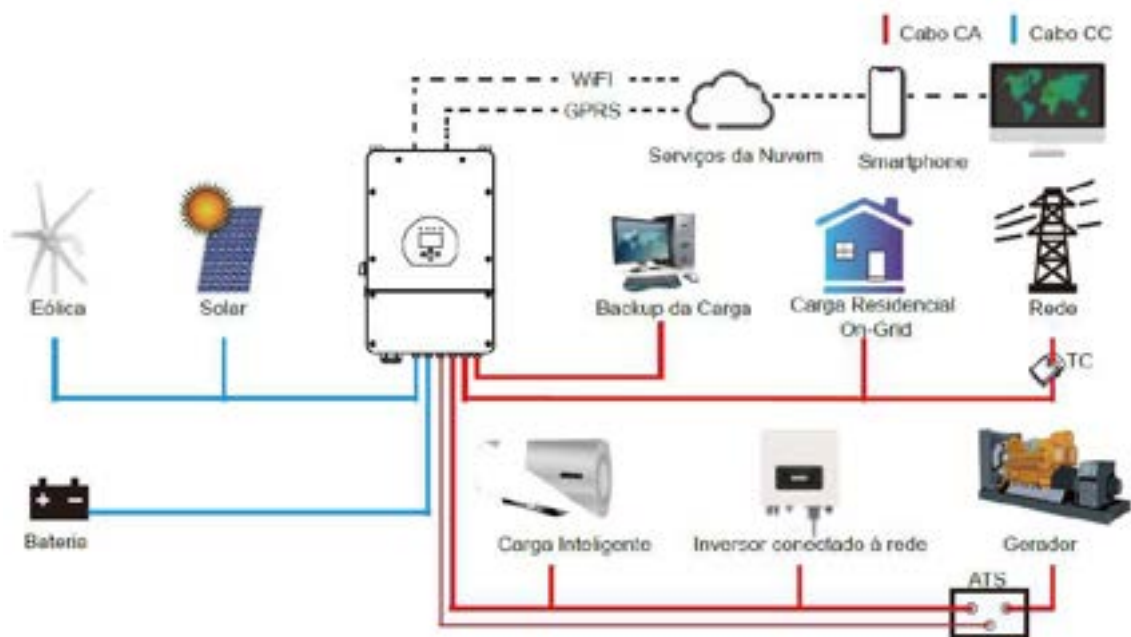 Cabo CA
Cabo CC
WiFI
GPRS
Serviços da Nuvem
Smartphone
Eólica
Solar
Backup da Carga
Carga Residencial
On-Grid
Rede
TC
Bateria
Carga Inteligente
Inversor conectado à rede
Gerador
ATS